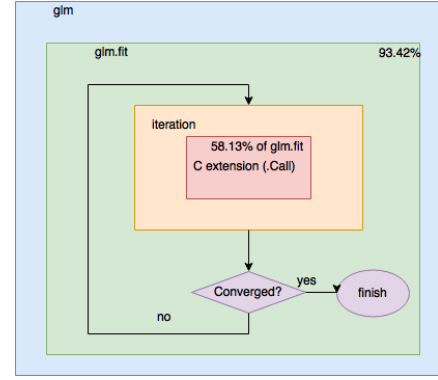 glm
glm.fit
93.42%
iteration
58.13% of glm.fit
C extension (.Call)
Converged?
yes
finish
no